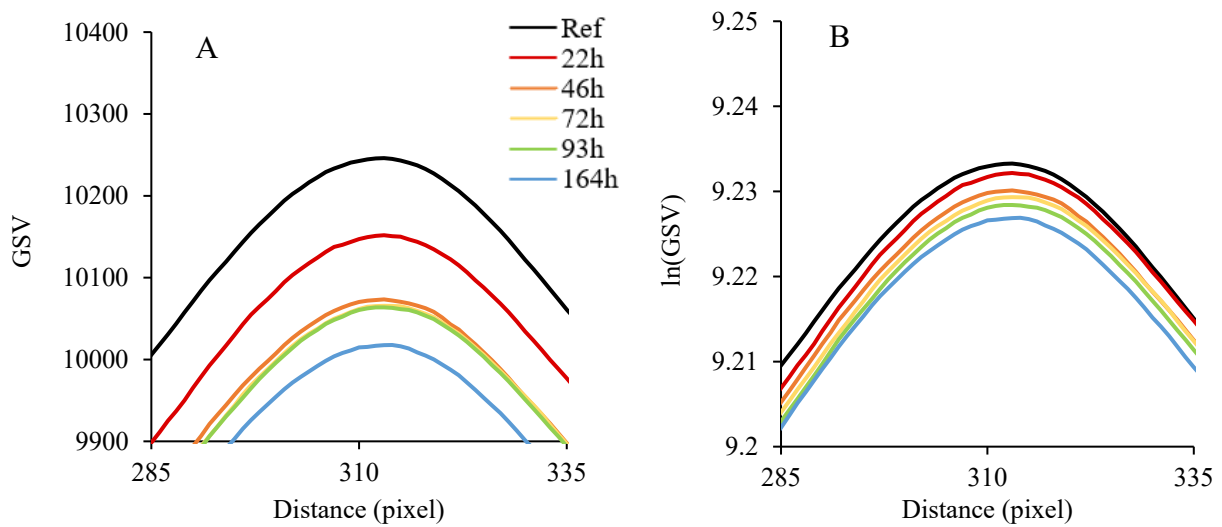 A
GSV
10400
10300
10200
10100
10000
9900
285
310
335
Distance (pixel)
Ref
22h
46h
72h
93h
164h
B
ln(GSV)
9.25
9.24
9.23
9.22
9.21
9.2
285
310
335
Distance (pixel)